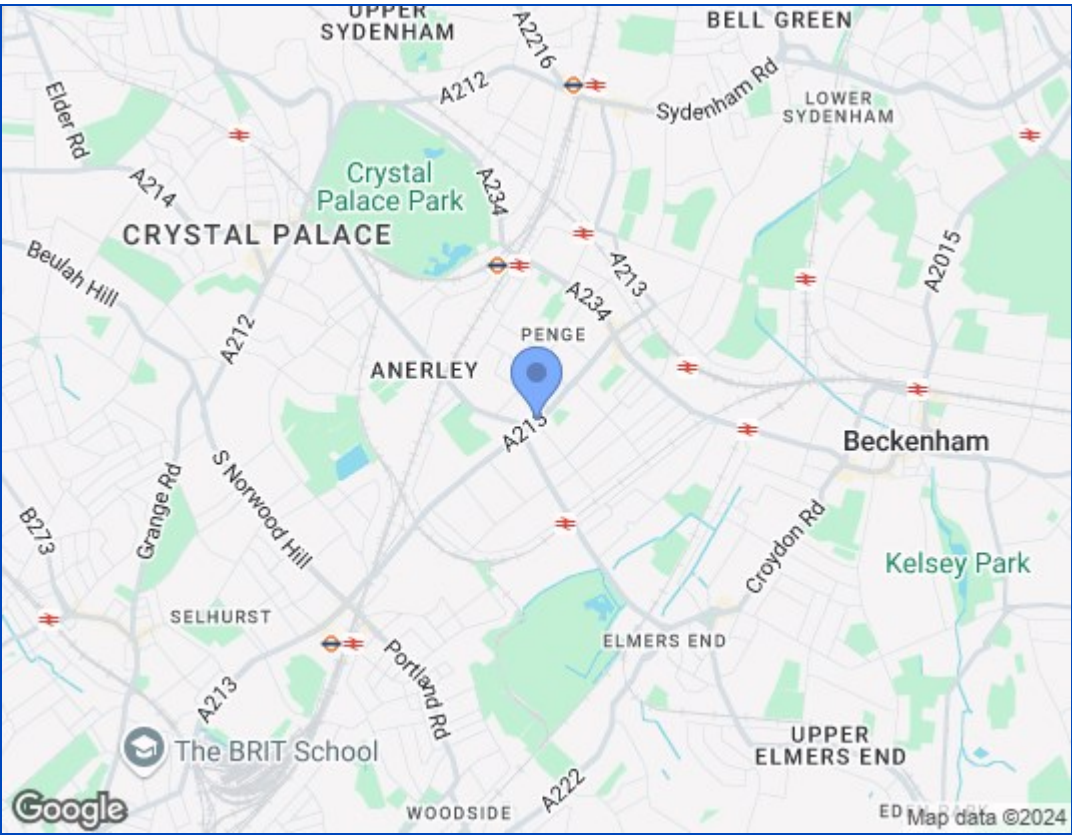 UPPER
SYDENHAM
A2216
BELL GREEN
A212
Sydenham Rd
LOWER
SYDENHAM
Elder Rd
A214
Crystal
Palace Park
A234
CRYSTAL PALACE
Beulah Hill
A213
A2015
A234
A212
PENGE
ANERLEY
A213
Beckenham
S Norwood Hill
Grange Rd
B273
Croydon Rd
Kelsey Park
SELHURST
ELMERS END
Portland Rd
A213
The BRIT School
UPPER
ELMERS END
A222
WOODSIDE
Google
Map data ©2024